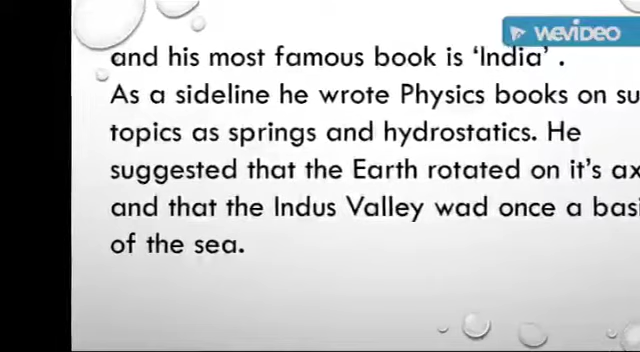 WEVIDEO
and his most famous book is ‘India’ .
As a sideline he wrote Physics books on su
topics as springs and hydrostatics. He
suggested that the Earth rotated on it’s ax
and that the Indus Valley wad once a basi
of the sea.